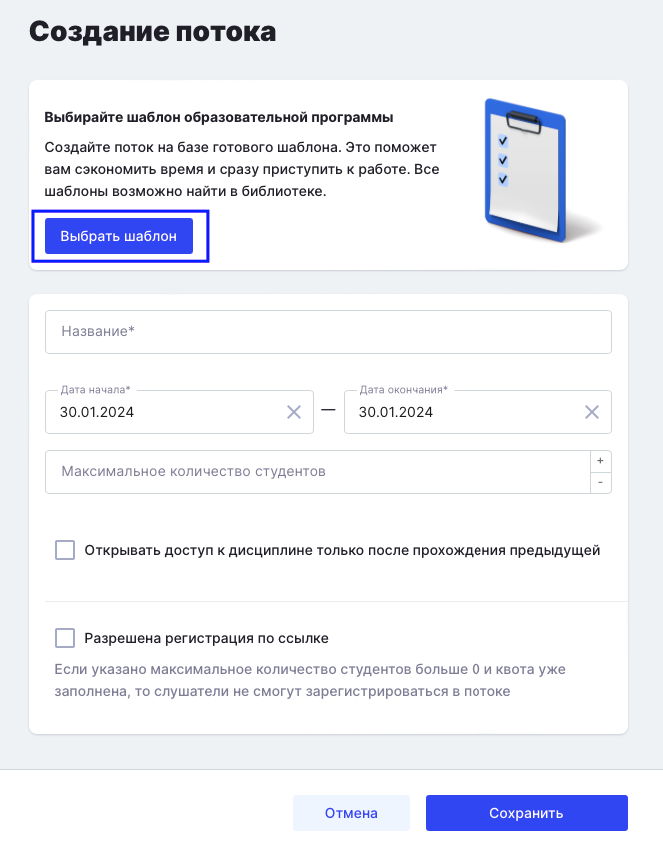 Создание потока
Выбирайте шаблон образовательной программы
Создайте поток на базе готового шаблона. Это поможет
вам сэкономить время и сразу приступить к работе. Все
шаблоны возможно найти в библиотеке.
Выбрать шаблон
Название*
Дата начала*
30.01.2024
—
Дата окончания*
30.01.2024
Максимальное количество студентов
+
-
Открывать доступ к дисциплине только после прохождения предыдущей
Разрешена регистрация по ссылке
Если указано максимальное количество студентов больше 0 и квота уже
заполнена, то слушатели не смогут зарегистрироваться в потоке
Отмена
Сохранить